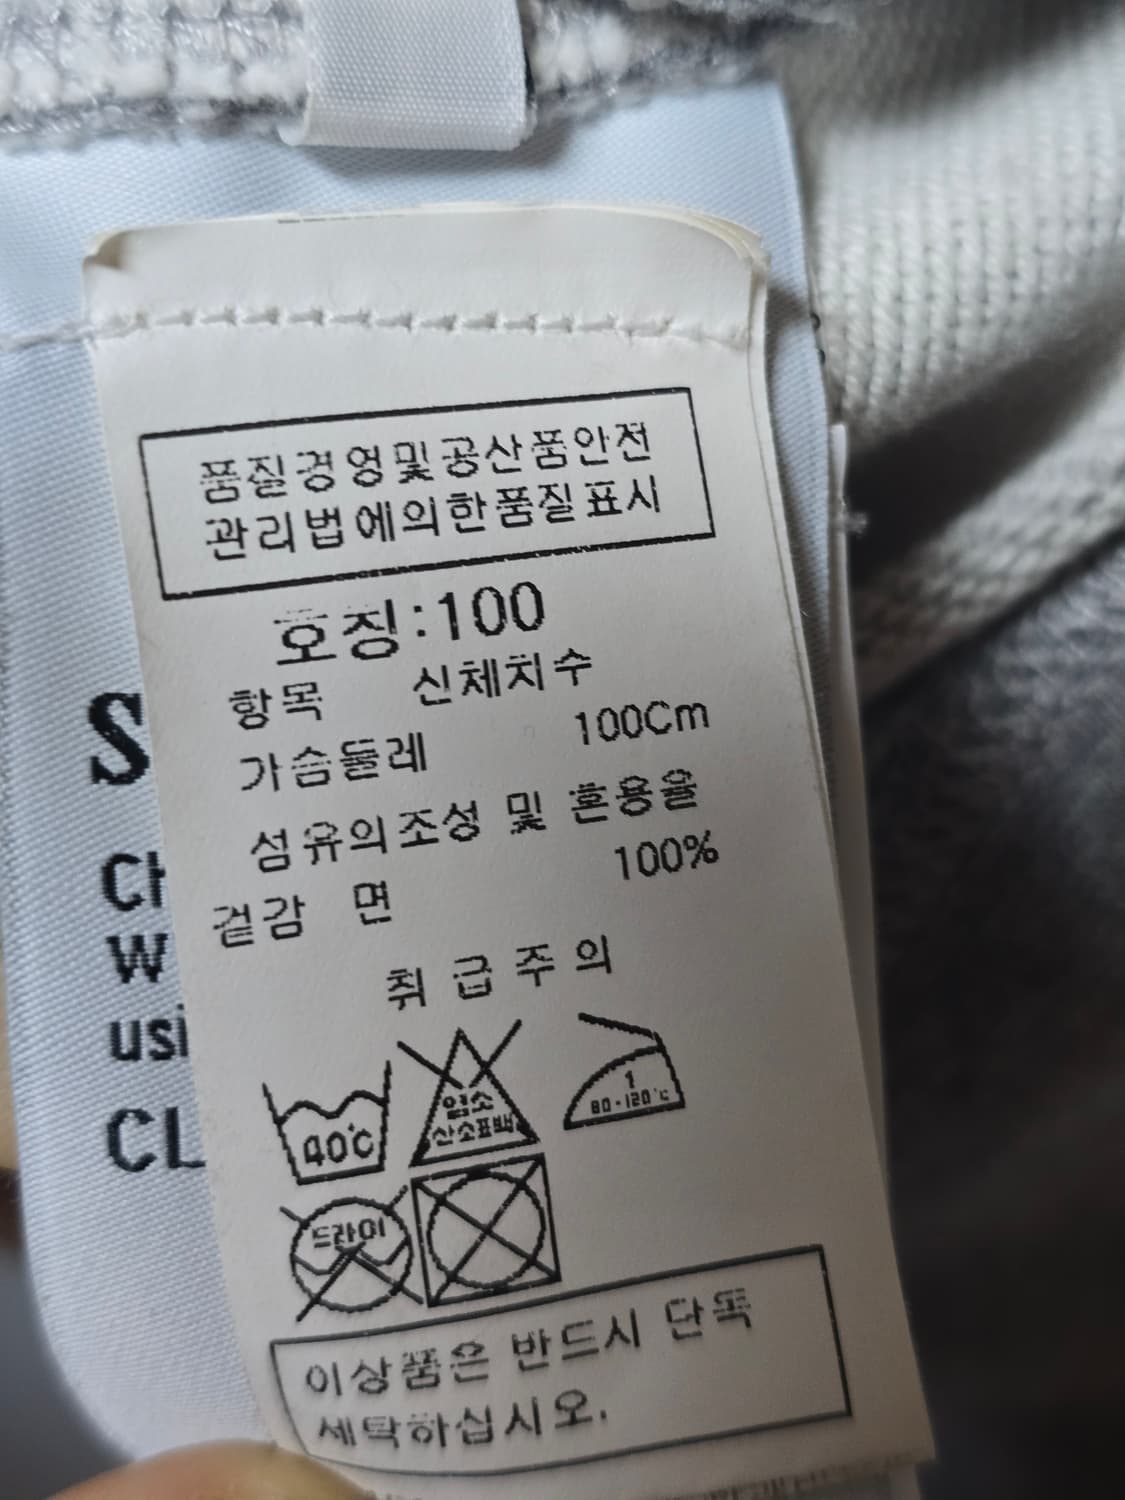 품질경영및공산품안전
관리법에의한품질표시
호칭:100
항목 신체치수
가슴둘레 100Cm
섬유의조성 및 혼용율
겉감 면 100%
취급주의
40℃
염소
산소표백
1
80-120℃
드라이
이상품은 반드시 단독
세탁하십시오.
S
Ch
W
usi
CL